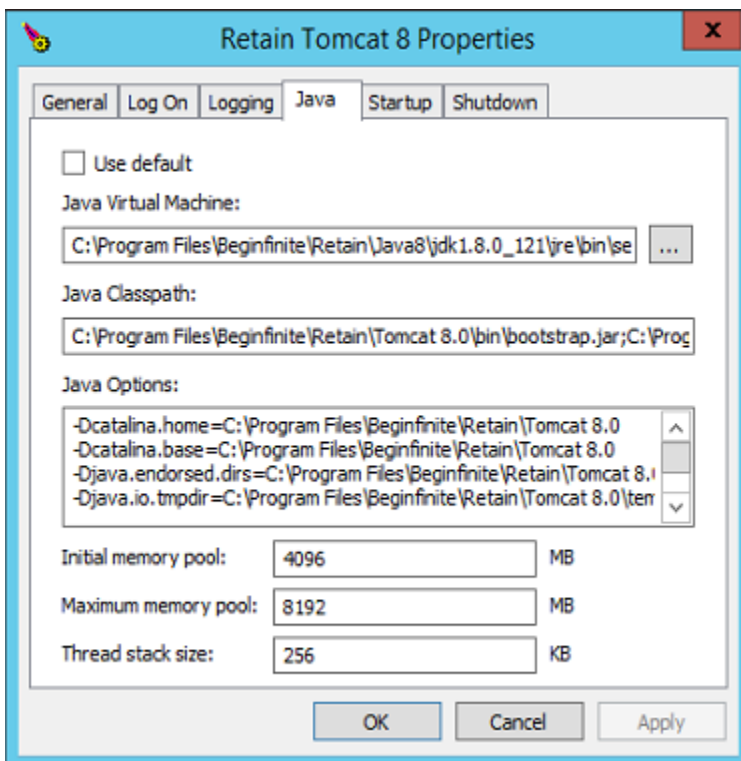 Retain Tomcat 8 Properties
x
General Log On Logging Java Startup Shutdown
Use default
Java Virtual Machine:
C:\Program Files\Beginfinite\Retain\Java8\jdk1.8.0_121\jre\bin\se
...
Java Classpath:
C:\Program Files\Beginfinite\Retain\Tomcat 8.0\bin\bootstrap.jar;C:\Prog
Java Options:
-Dcatalina.home=C:\Program Files\Beginfinite\Retain\Tomcat 8.0
-Dcatalina.base=C:\Program Files\Beginfinite\Retain\Tomcat 8.0
-Djava.endorsed.dirs=C:\Program Files\Beginfinite\Retain\Tomcat 8.
-Djava.io.tmpdir=C:\Program Files\Beginfinite\Retain\Tomcat 8.0\tem
Initial memory pool: 4096 MB
Maximum memory pool: 8192 MB
Thread stack size: 256 KB
OK Cancel Apply